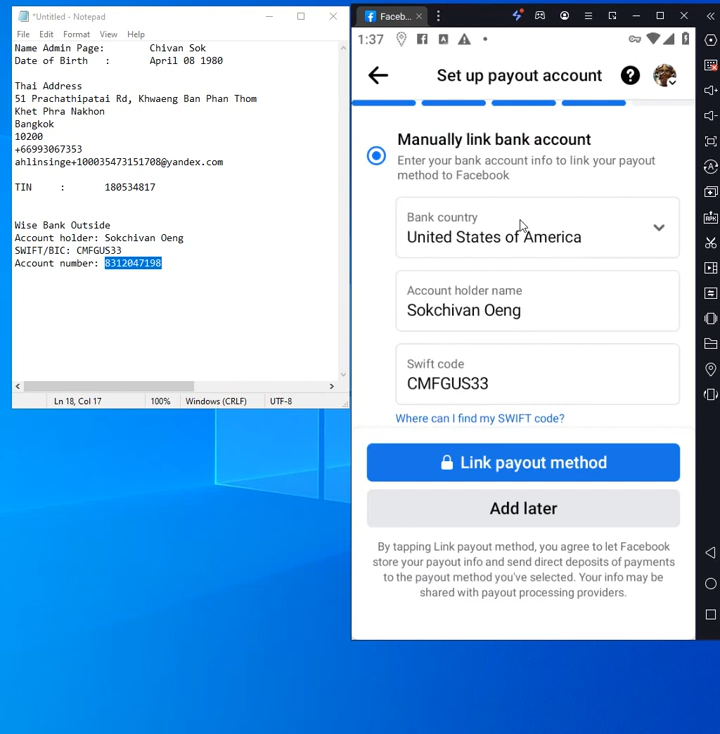 *Untitled - Notepad
File Edit Format View Help
Name Admin Page: Chivan Sok
Date of Birth : April 08 1980
Thai Address
51 Prachathipatai Rd, Khwaeng Ban Phan Thom
Khet Phra Nakhon
Bangkok
10200
+66993067353
ahlinsinge+100035473151708@yandex.com
TIN : 180534817
Wise Bank Outside
Account holder: Sokchivan Oeng
SWIFT/BIC: CMFGUS33
Account number: 8312047198
Ln 18, Col 17 100% Windows (CRLF) UTF-8
Faceb...
1:37
Set up payout account
Manually link bank account
Enter your bank account info to link your payout
method to Facebook
Bank country
United States of America
Account holder name
Sokchivan Oeng
Swift code
CMFGUS33
Where can I find my SWIFT code?
Link payout method
Add later
By tapping Link payout method, you agree to let Facebook
store your payout info and send direct deposits of payments
to the payout method you've selected. Your info may be
shared with payout processing providers.